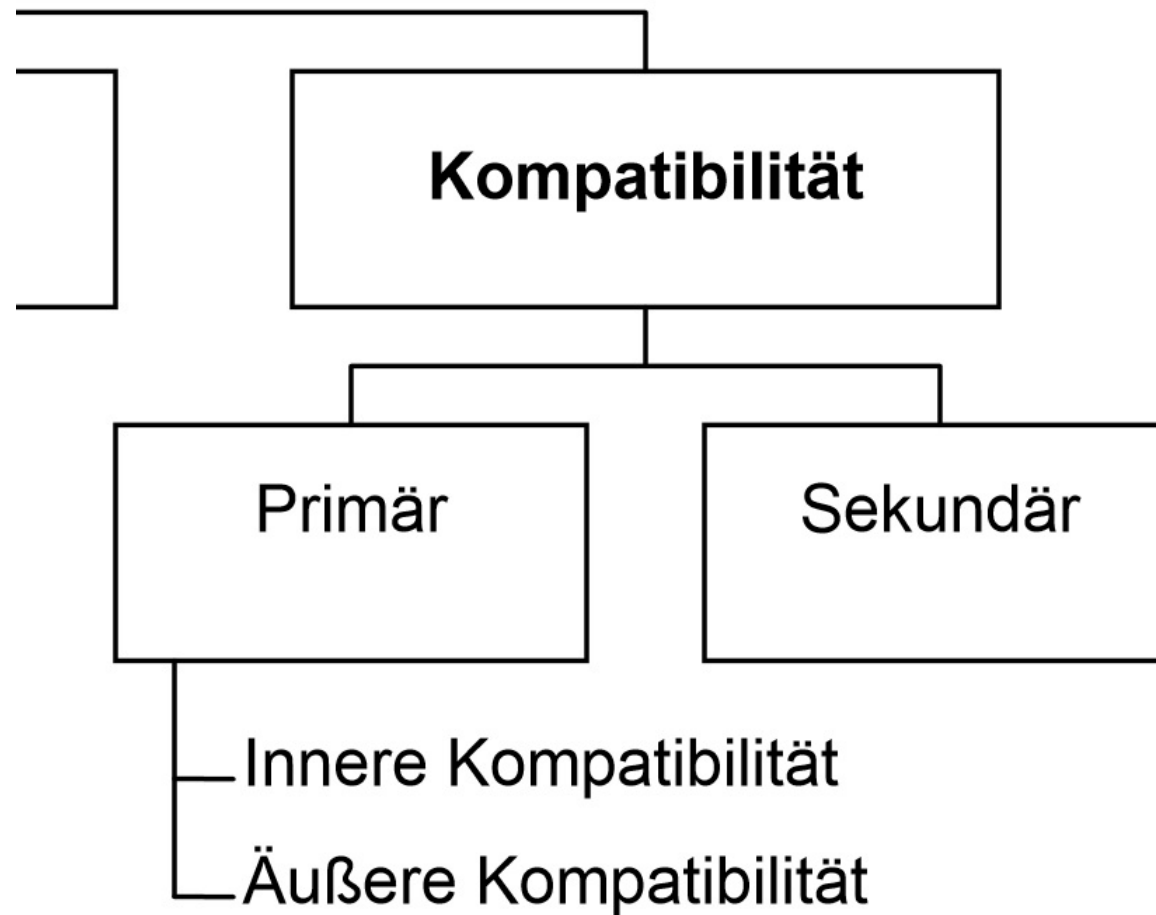 Kompatibilität
Primär
Sekundär
Innere Kompatibilität
Äußere Kompatibilität